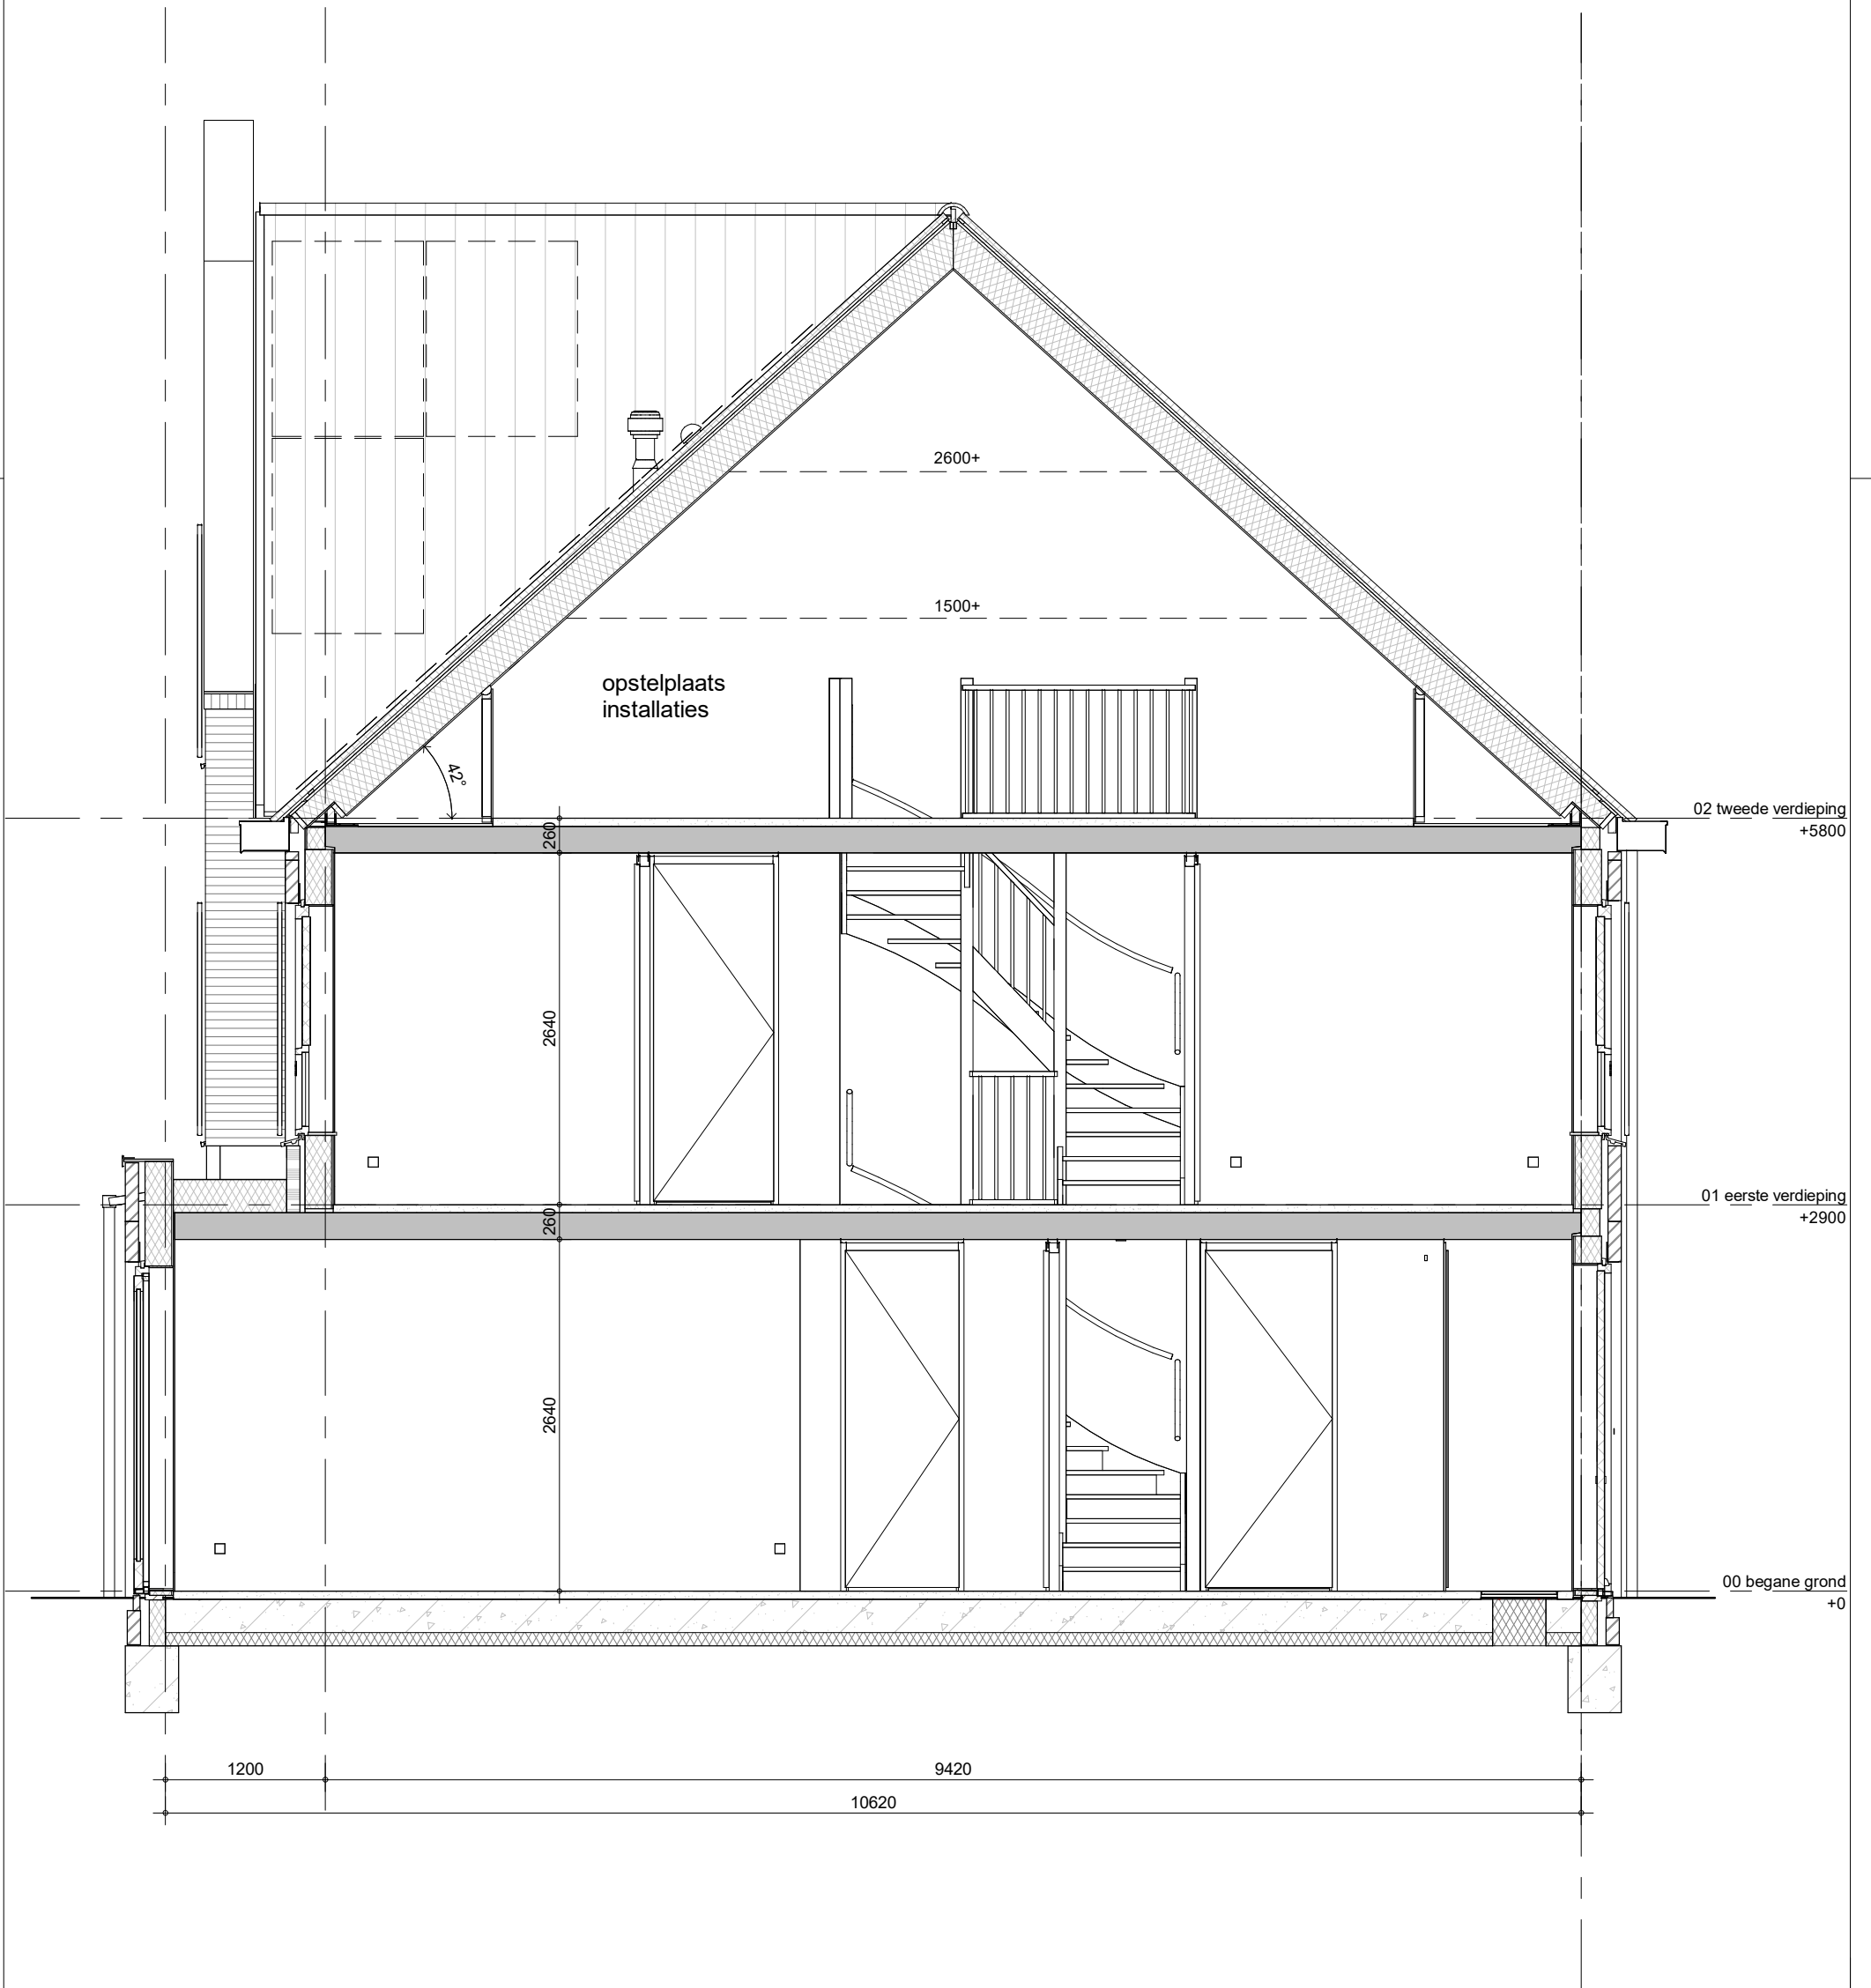 2600+
1500+
opstelplaats
installaties
42°
02 tweede verdieping
+5800
260
2640
01 eerste verdieping
+2900
260
2640
00 begane grond
+0
1200
9420
10620